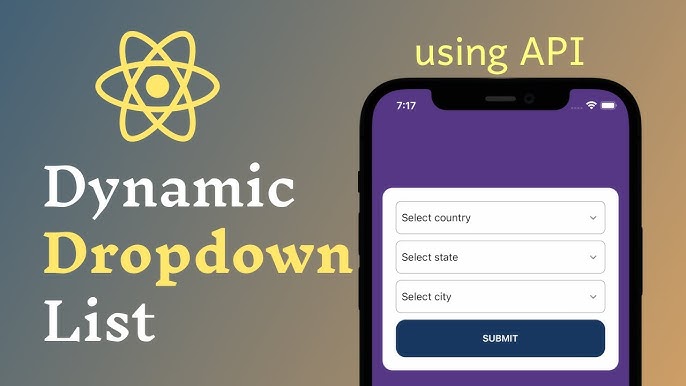 using API
Dynamic
Dropdown
List
7:17
Select country
Select state
Select city
SUBMIT